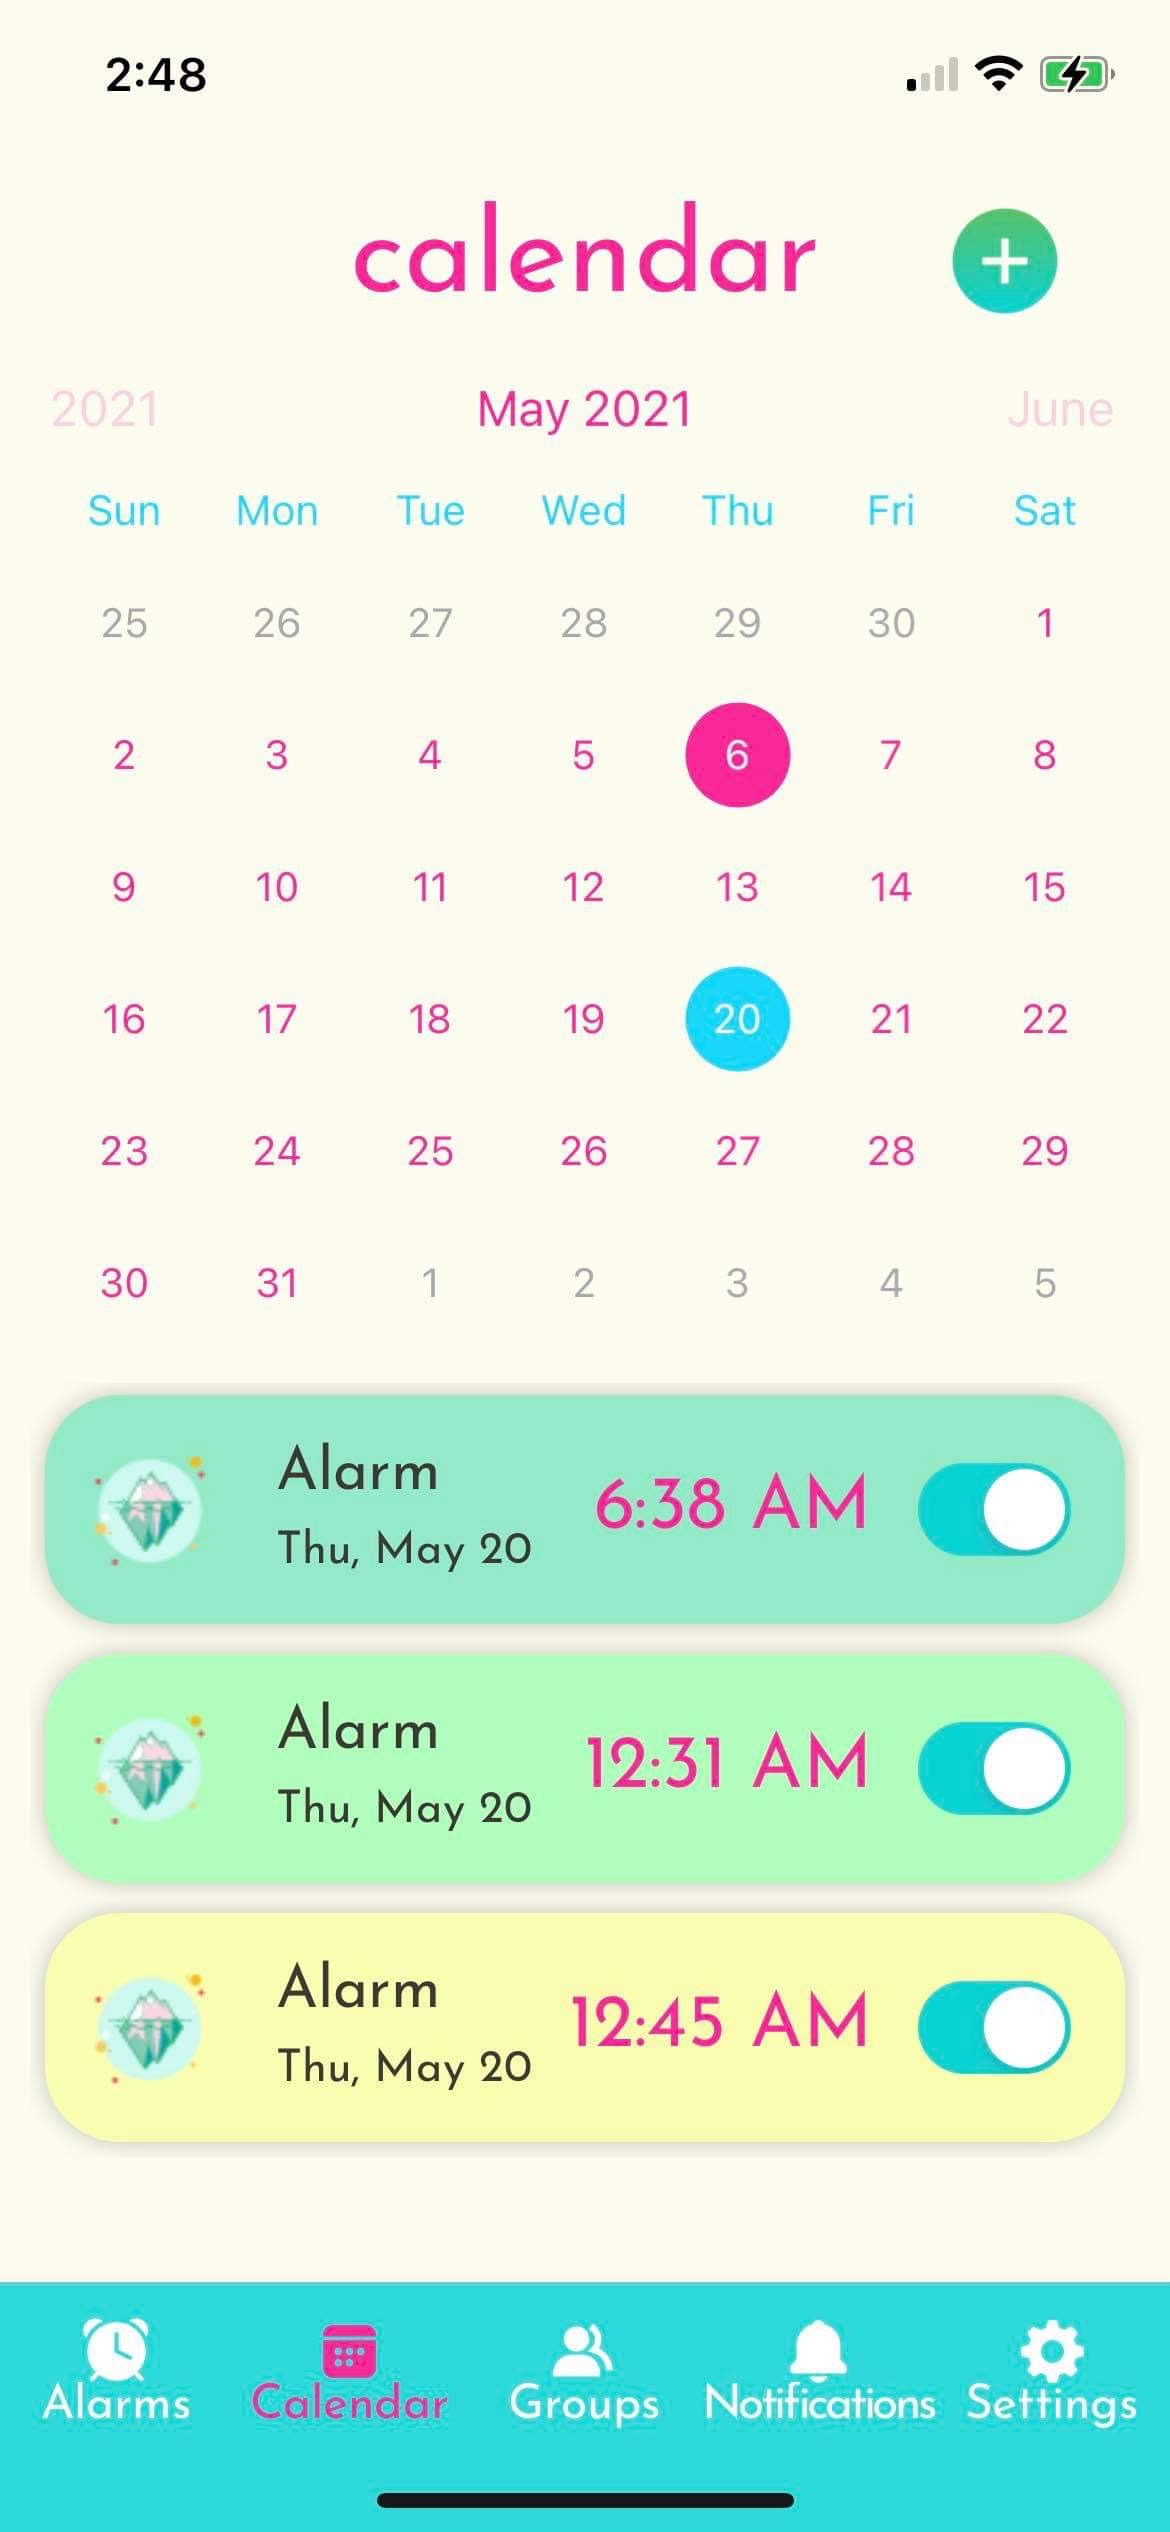 2:48
calendar
2021 May 2021 June
Sun Mon Tue Wed Thu Fri Sat
25 26 27 28 29 30 1
2 3 4 5 6 7 8
9 10 11 12 13 14 15
16 17 18 19 20 21 22
23 24 25 26 27 28 29
30 31 1 2 3 4 5
Alarm
6:38 AM
Thu, May 20
Alarm
12:31 AM
Thu, May 20
Alarm
12:45 AM
Thu, May 20
Alarms Calendar Groups Notifications Settings